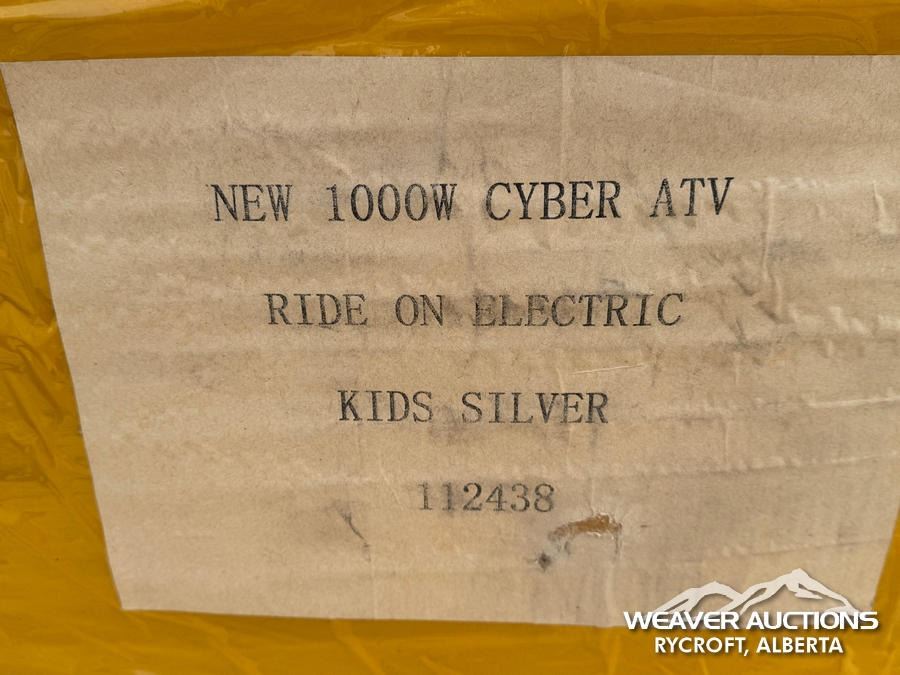 NEW 1000W CYBER ATV
RIDE ON ELECTRIC
KIDS SILVER
112438
WEAVER AUCTIONS
RYCROFT, ALBERTA